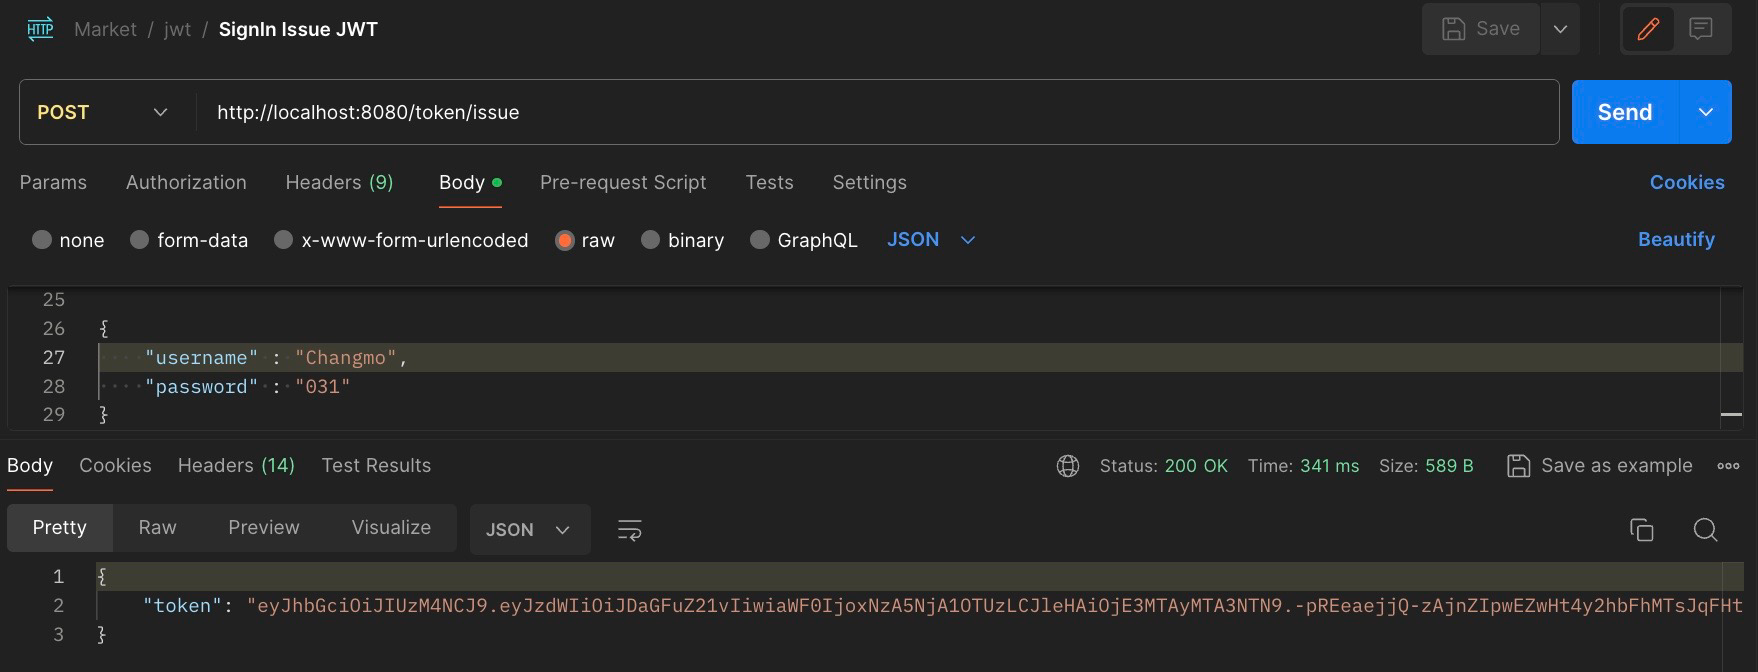 HTTP Market / jwt / SignIn Issue JWT Save
POST http://localhost:8080/token/issue Send
Params Authorization Headers (9) Body Pre-request Script Tests Settings Cookies
none form-data x-www-form-urlencoded raw binary GraphQL JSON Beautify
25
26 {
27 "username" : "Changmo",
28 "password" : "031"
29 }
Body Cookies Headers (14) Test Results Status: 200 OK Time: 341 ms Size: 589 B Save as example
Pretty Raw Preview Visualize JSON
1 {
2 "token": "eyJhbGciOiJIUzM4NCJ9.eyJzdWIiOiJDaGFuZ21vIiwiaWF0IjoxNzA5NjA1OTUzLCJleHAiOjE3MTAyMTA3NTN9.-pREeaejjQ-zAjnZIpwEZwHt4y2hbFhMTsJqFHt
3 }